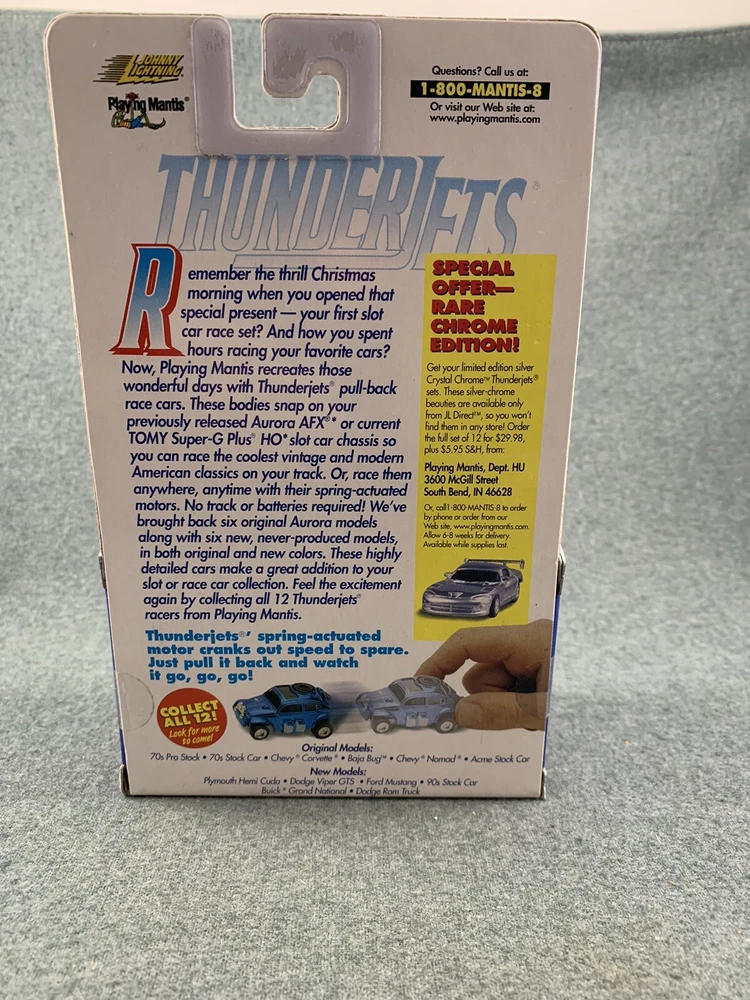 JOHNNY
LIGHTNING
Playing Mantis®
Questions? Call us at:
1-800-MANTIS-8
Or visit our Web site at:
www.playingmantis.com
THUNDERJETS®
Remember the thrill Christmas
morning when you opened that
special present — your first slot
car race set? And how you spent
hours racing your favorite cars?
Now, Playing Mantis recreates those
wonderful days with Thunderjets® pull-back
race cars. These bodies snap on your
previously released Aurora AFX®* or current
TOMY Super-G Plus® HO* slot car chassis so
you can race the coolest vintage and modern
American classics on your track. Or, race them
anywhere, anytime with their spring-actuated
motors. No track or batteries required! We've
brought back six original Aurora models
along with six new, never-produced models,
in both original and new colors. These highly
detailed cars make a great addition to your
slot or race car collection. Feel the excitement
again by collecting all 12 Thunderjets®
racers from Playing Mantis.
Thunderjets®' spring-actuated
motor cranks out speed to spare.
Just pull it back and watch
it go, go, go!
SPECIAL
OFFER—
RARE
CHROME
EDITION!
Get your limited edition silver
Crystal Chrome™ Thunderjets®
sets. These silver-chrome
beauties are available only
from JL Direct™, so you won't
find them in any store! Order
the full set of 12 for $29.98,
plus $5.95 S&H, from:
Playing Mantis, Dept. HU
3600 McGill Street
South Bend, IN 46628
Or, call 1-800-MANTIS-8 to order
by phone or order from our
Web site, www.playingmantis.com.
Allow 6-8 weeks for delivery.
Available while supplies last.
COLLECT
ALL 12!
Look for more
to come!
Original Models:
70s Pro Stock • 70s Stock Car • Chevy® Corvette® • Baja Bug™ • Chevy® Nomad® • Acme Stock Car
New Models:
Plymouth Hemi Cuda • Dodge Viper GTS • Ford Mustang • 90s Stock Car
Buick® Grand National • Dodge Ram Truck